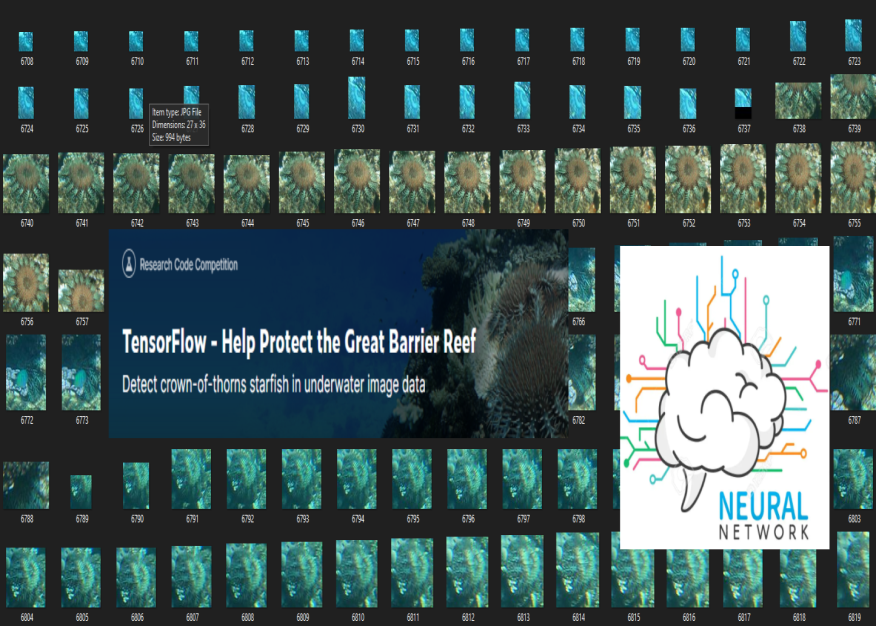 6708 6709 6710 6711 6712 6713 6714 6715 6716 6717 6718 6719 6720 6721 6722 6723
Item type: JPG File
Dimensions: 27 x 36
Size: 994 bytes
6724 6725 6726 6728 6729 6730 6731 6732 6733 6734 6735 6736 6737 6738 6739
6740 6741 6742 6743 6744 6745 6746 6747 6748 6749 6750 6751 6752 6753 6754 6755
Research Code Competition
6756 6757 6766 6771
TensorFlow - Help Protect the Great Barrier Reef
Detect crown-of-thorns starfish in underwater image data
6772 6773 6782 6787
NEURAL
NETWORK
6788 6789 6790 6791 6792 6793 6794 6795 6796 6797 6798 6803
6804 6805 6806 6807 6808 6809 6810 6811 6812 6813 6814 6815 6816 6817 6818 6819